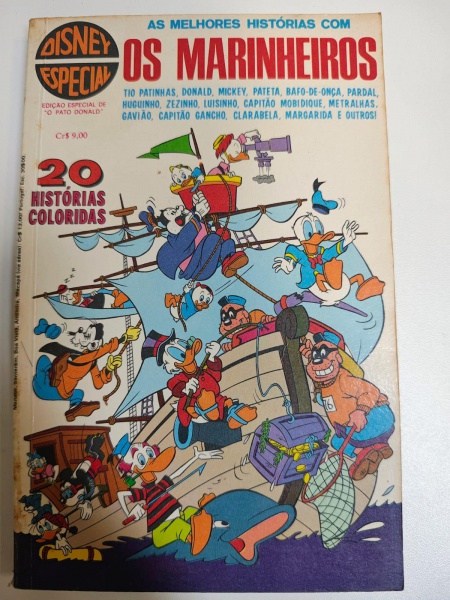 DISNEY
ESPECIAL
EDIÇÃO ESPECIAL DE
"O PATO DONALD"
Cr$ 9,00
AS MELHORES HISTÓRIAS COM
OS MARINHEIROS
TIO PATINHAS, DONALD, MICKEY, PATETA, BAFO-DE-ONÇA, PARDAL,
HUGUINHO, ZEZINHO, LUISINHO, CAPITÃO MOBIDIQUE, METRALHAS,
GAVIÃO, CAPITÃO GANCHO, CLARABELA, MARGARIDA E OUTROS!
20
HISTÓRIAS
COLORIDAS